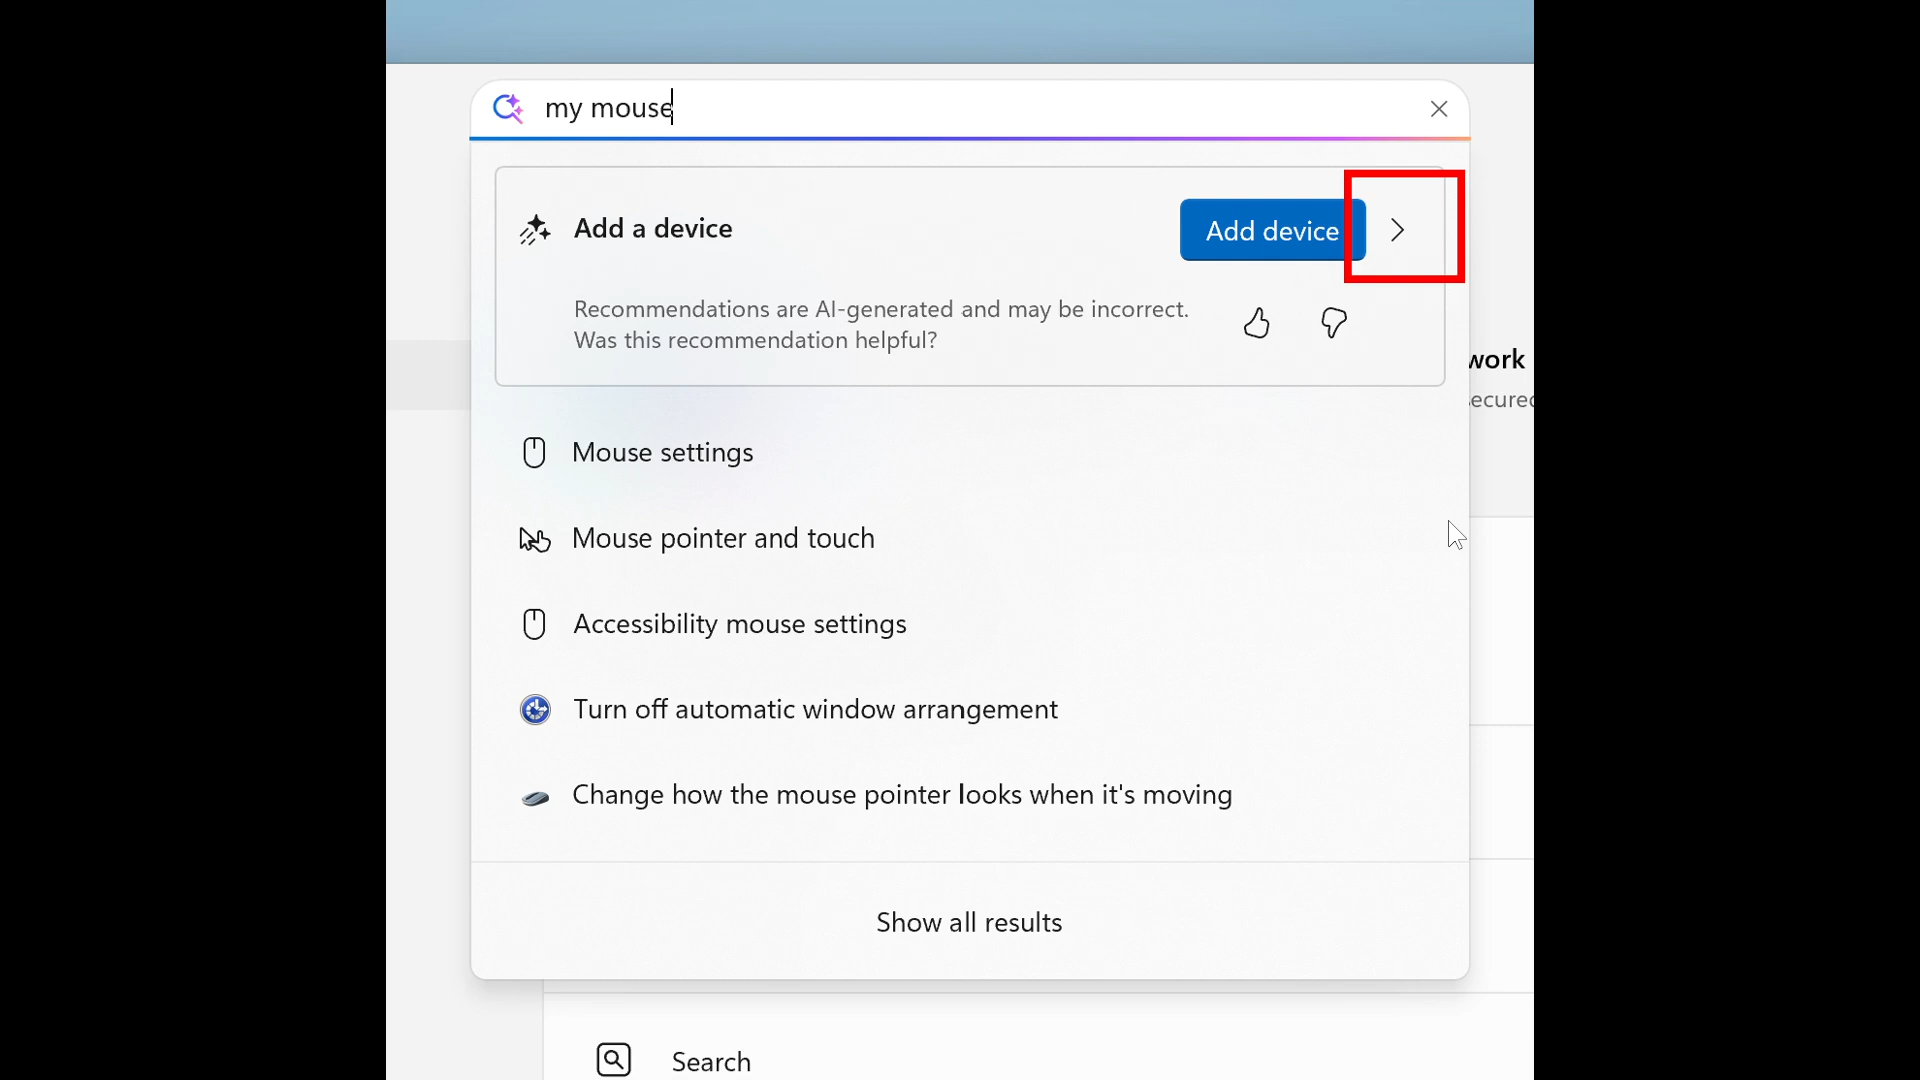 my mouse
Add a device
Add device
Recommendations are AI-generated and may be incorrect.
Was this recommendation helpful?
work
secured
Mouse settings
Mouse pointer and touch
Accessibility mouse settings
Turn off automatic window arrangement
Change how the mouse pointer looks when it's moving
Show all results
Search